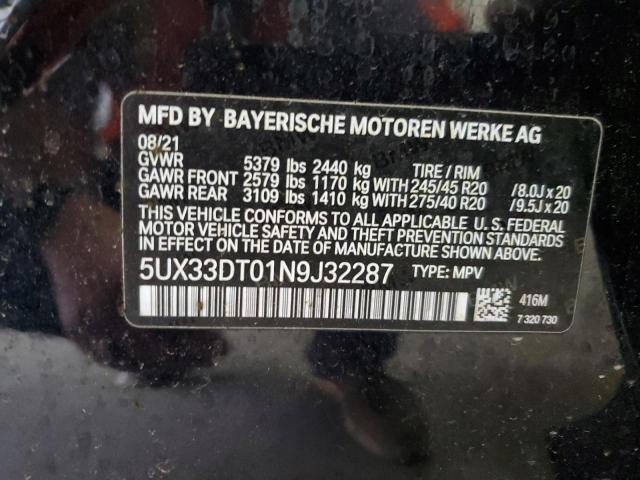 MFD BY BAYERISCHE MOTOREN WERKE AG
08/21
GVWR 5379 lbs 2440 kg TIRE / RIM
GAWR FRONT 2579 lbs 1170 kg WITH 245/45 R20 /8.0J x 20
GAWR REAR 3109 lbs 1410 kg WITH 275/40 R20 /9.5J x 20
THIS VEHICLE CONFORMS TO ALL APPLICABLE U. S. FEDERAL
MOTOR VEHICLE SAFETY AND THEFT PREVENTION STANDARDS
IN EFFECT ON THE DATE OF MANUFACTURE SHOWN ABOVE.
5UX33DT01N9J32287 TYPE: MPV
416M
7 320 730